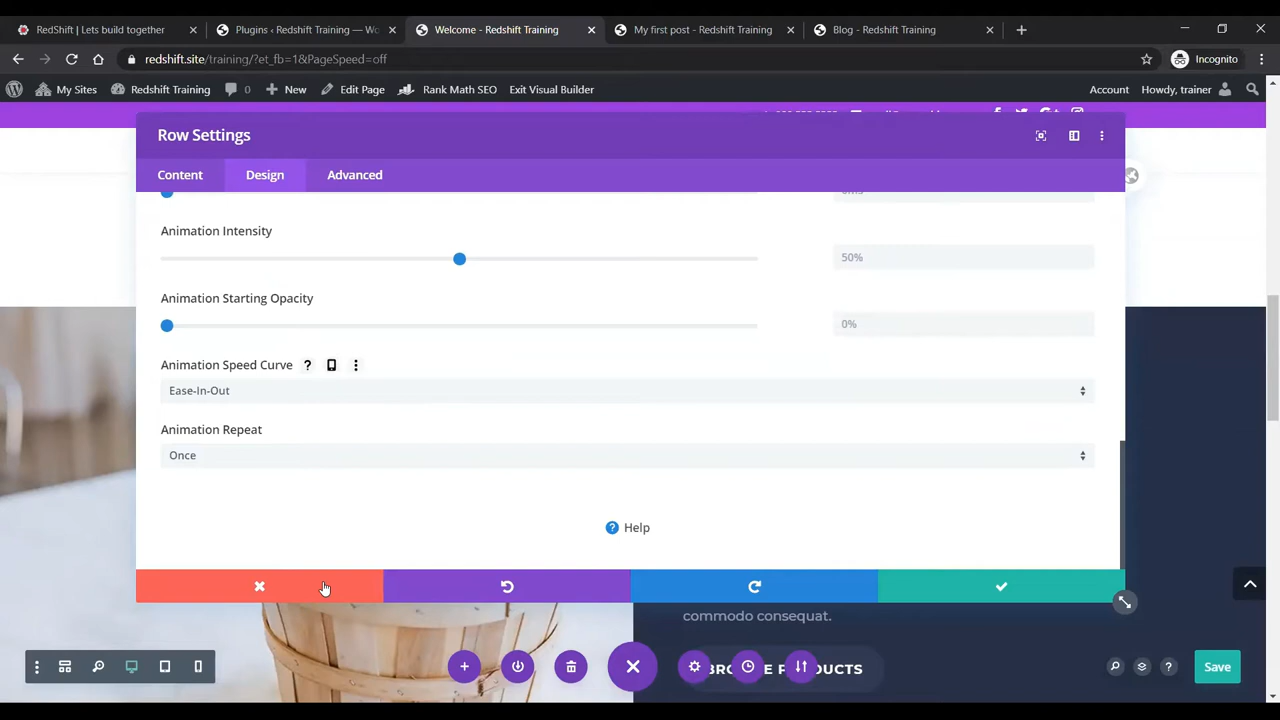 RedShift | Lets build together
Plugins ‹ Redshift Training — Wo
Welcome - Redshift Training
My first post - Redshift Training
Blog - Redshift Training
redshift.site/training/?et_fb=1&PageSpeed=off
Incognito
My Sites
Redshift Training
0
New
Edit Page
Rank Math SEO
Exit Visual Builder
Howdy, trainer
Account
Row Settings
Content
Design
Advanced
Animation Intensity
50%
Animation Starting Opacity
0%
Animation Speed Curve ?
Ease-In-Out
Animation Repeat
Once
? Help
commodo consequat.
BROWSE PRODUCTS
?
Save